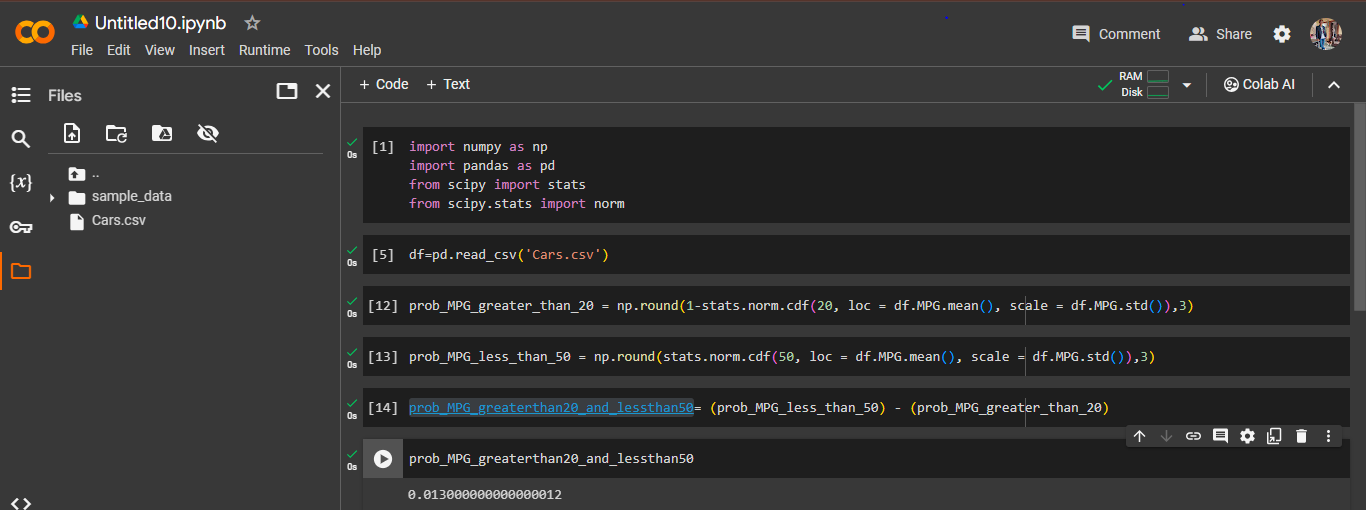 Untitled10.ipynb
File Edit View Insert Runtime Tools Help
Comment
Share
Files
+ Code + Text
RAM
Disk
Colab AI
{x}
..
sample_data
Cars.csv
<>
0s
[1] import numpy as np
import pandas as pd
from scipy import stats
from scipy.stats import norm
0s
[5] df=pd.read_csv('Cars.csv')
0s
[12] prob_MPG_greater_than_20 = np.round(1-stats.norm.cdf(20, loc = df.MPG.mean(), scale = df.MPG.std()),3)
0s
[13] prob_MPG_less_than_50 = np.round(stats.norm.cdf(50, loc = df.MPG.mean(), scale = df.MPG.std()),3)
0s
[14] prob_MPG_greaterthan20_and_lessthan50= (prob_MPG_less_than_50) - (prob_MPG_greater_than_20)
0s
prob_MPG_greaterthan20_and_lessthan50
0.013000000000000012